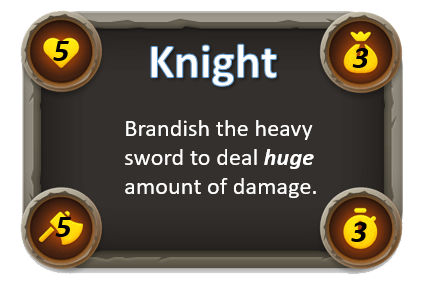 5
Knight
3
Brandish the heavy
sword to deal huge
amount of damage.
5
3